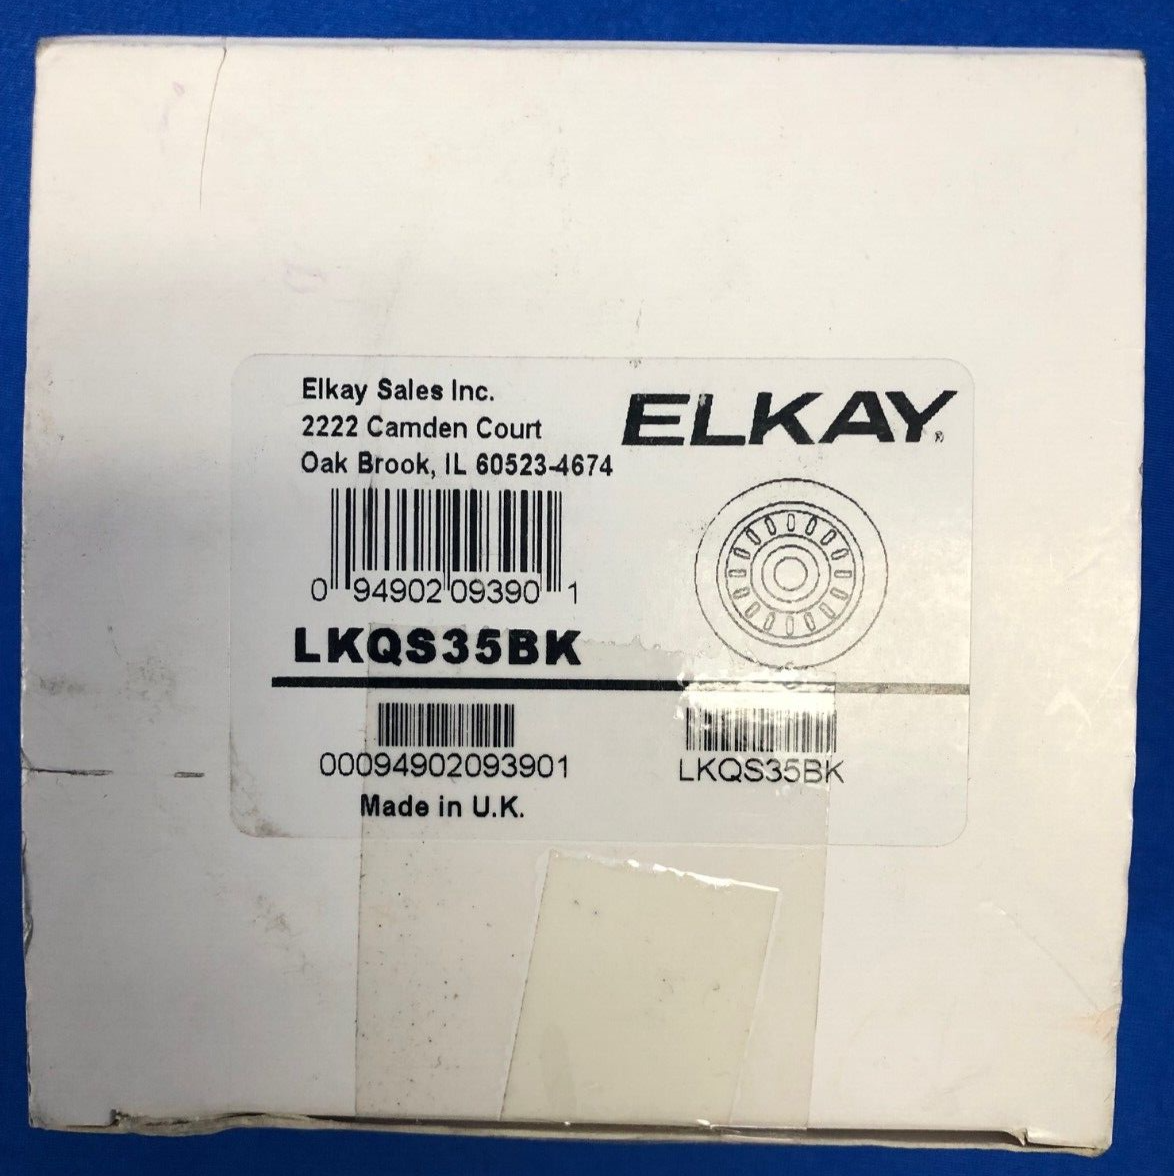 Elkay Sales Inc.
2222 Camden Court
Oak Brook, IL 60523-4674
ELKAY®
0 94902 09390 1
LKQS35BK
00094902093901
LKQS35BK
Made in U.K.